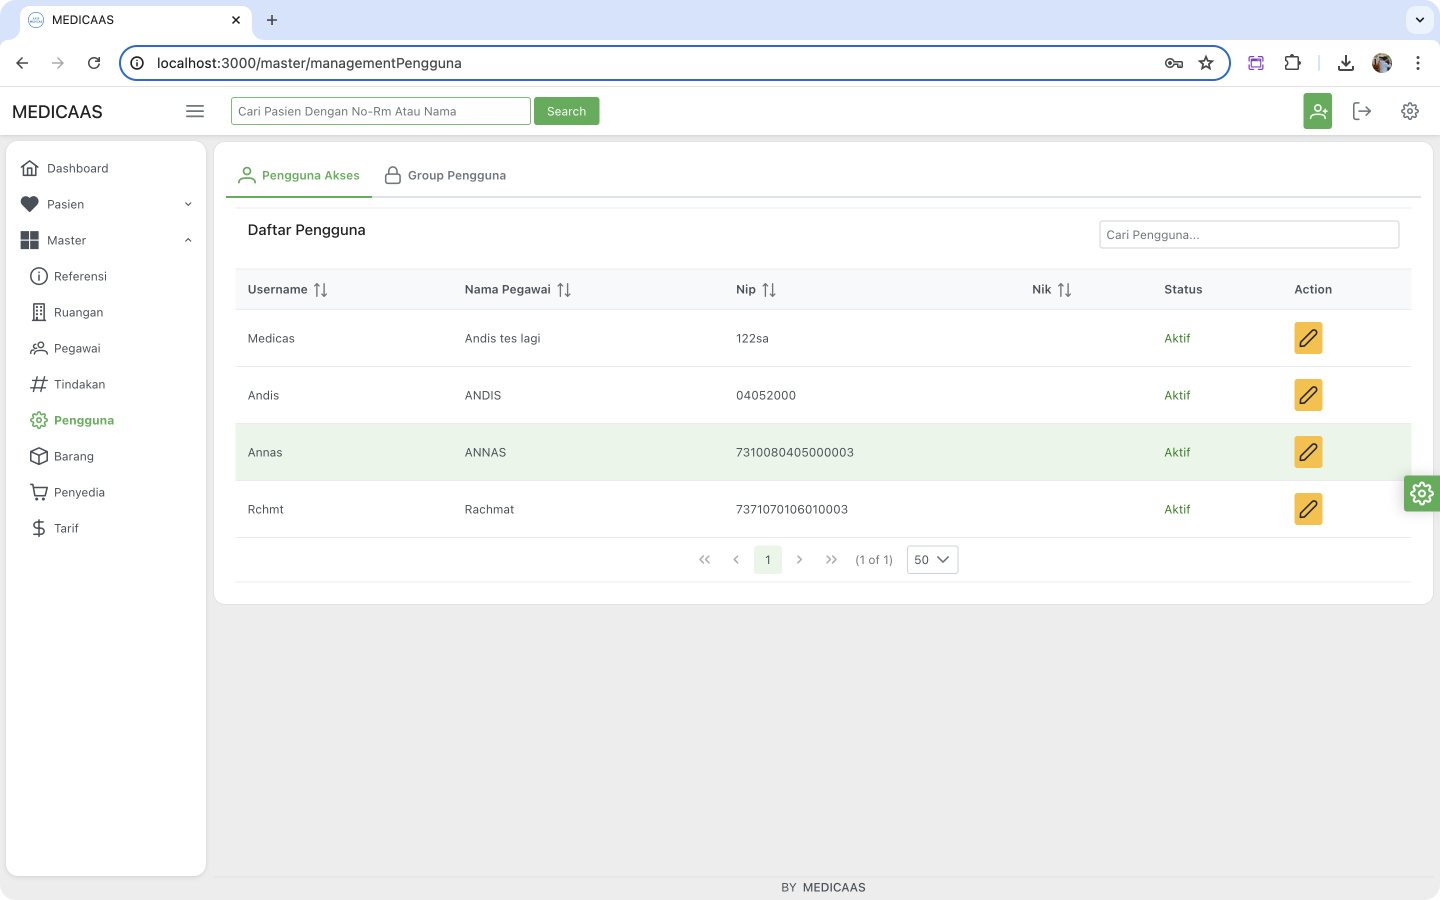 MEDICAAS
localhost:3000/master/managementPengguna
MEDICAAS
Cari Pasien Dengan No-Rm Atau Nama
Search
Dashboard
Pasien
Master
Referensi
Ruangan
Pegawai
Tindakan
Pengguna
Barang
Penyedia
Tarif
Pengguna Akses
Group Pengguna
Daftar Pengguna
Cari Pengguna...
Username Nama Pegawai Nip Nik Status Action
Medicas Andis tes lagi 122sa Aktif
Andis ANDIS 04052000 Aktif
Annas ANNAS 7310080405000003 Aktif
Rchmt Rachmat 7371070106010003 Aktif
1 (1 of 1) 50
BY MEDICAAS